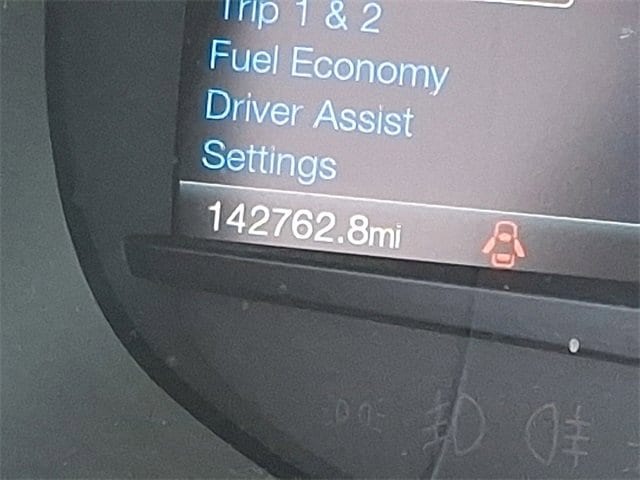 Trip 1 & 2
Fuel Economy
Driver Assist
Settings
142762.8mi